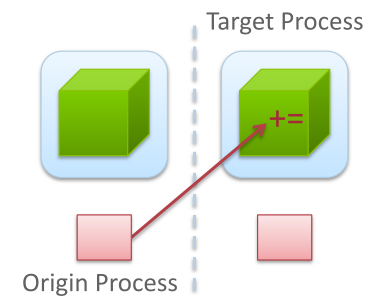 Target Process
+=
Origin Process